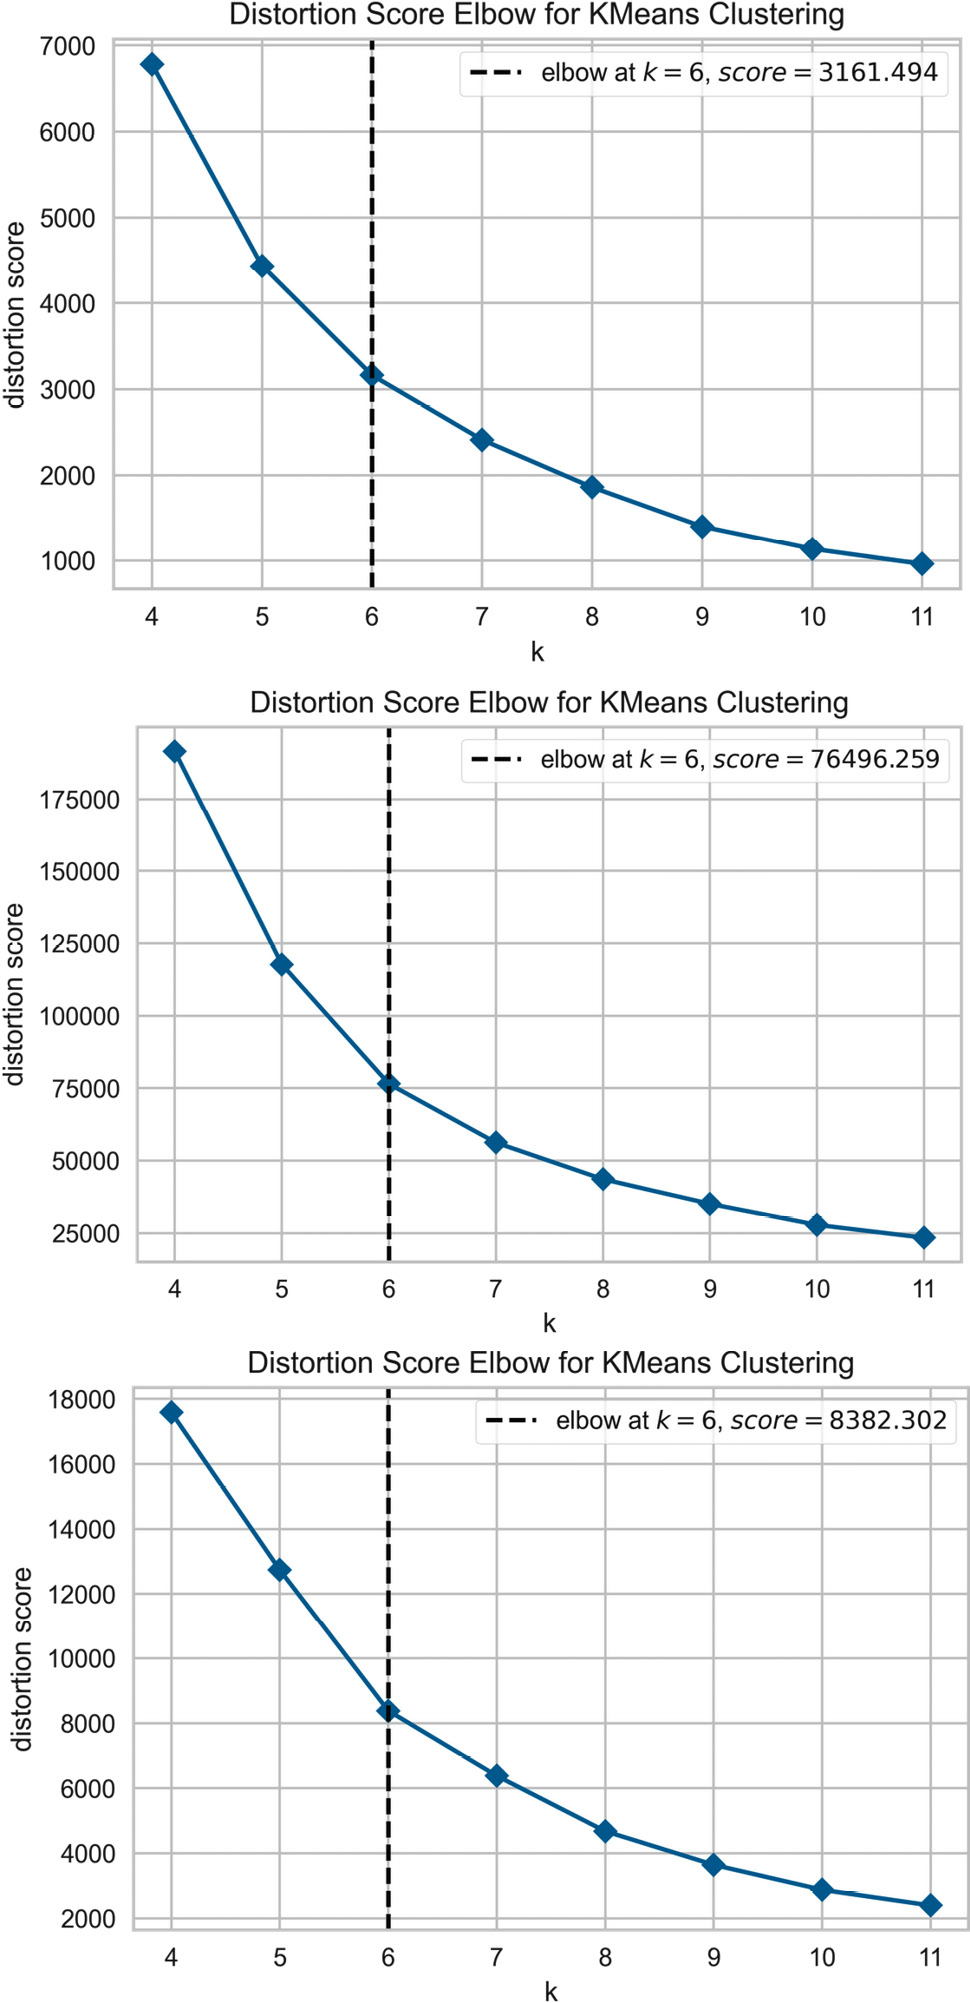 Distortion Score Elbow for KMeans Clustering
elbow at k = 6, score = 3161.494
distortion score
7000
6000
5000
4000
3000
2000
1000
4 5 6 7 8 9 10 11
k
Distortion Score Elbow for KMeans Clustering
elbow at k = 6, score = 76496.259
distortion score
175000
150000
125000
100000
75000
50000
25000
4 5 6 7 8 9 10 11
k
Distortion Score Elbow for KMeans Clustering
elbow at k = 6, score = 8382.302
distortion score
18000
16000
14000
12000
10000
8000
6000
4000
2000
4 5 6 7 8 9 10 11
k